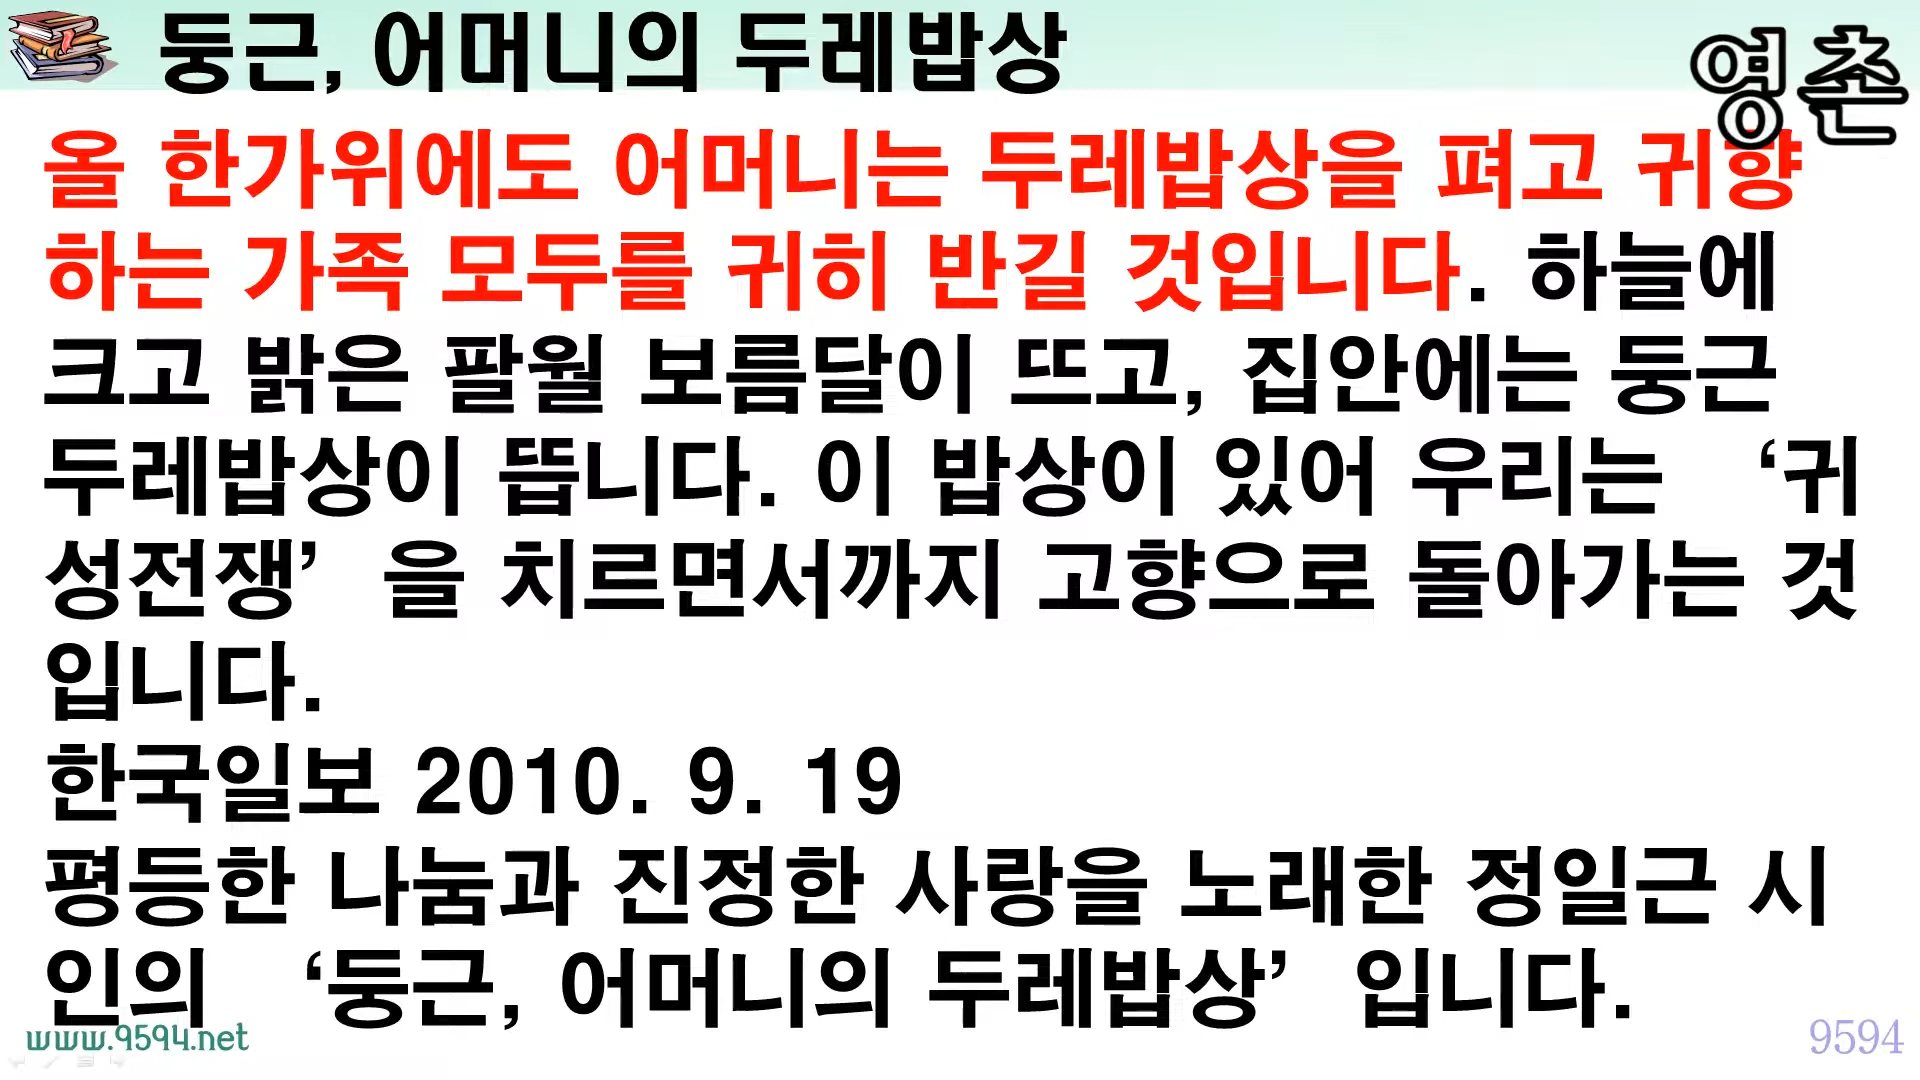 둥근, 어머니의 두레밥상
영촌
올 한가위에도 어머니는 두레밥상을 펴고 귀향
하는 가족 모두를 귀히 반길 것입니다. 하늘에
크고 밝은 팔월 보름달이 뜨고, 집안에는 둥근
두레밥상이 뜹니다. 이 밥상이 있어 우리는 ‘귀
성전쟁’ 을 치르면서까지 고향으로 돌아가는 것
입니다.
한국일보 2010. 9. 19
평등한 나눔과 진정한 사랑을 노래한 정일근 시
인의 ‘둥근, 어머니의 두레밥상’ 입니다.
www.9594.net
9594